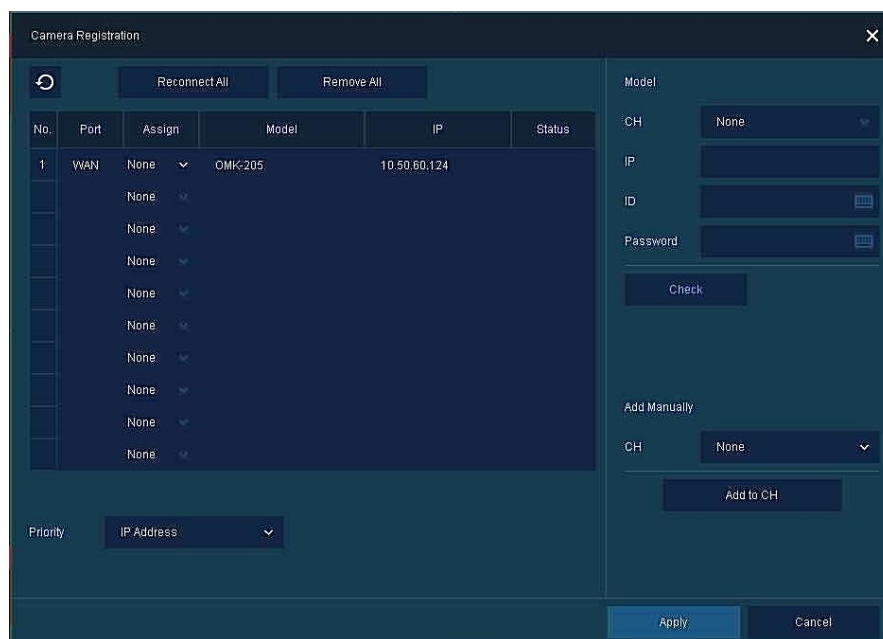 Camera Registration
Reconnect All Remove All
No. Port Assign Model IP Status
1 WAN None OMK-205 10.50.60.124
None
None
None
None
None
None
None
None
None
Priority IP Address
Model
CH None
IP
ID
Password
Check
Add Manually
CH None
Add to CH
Apply Cancel